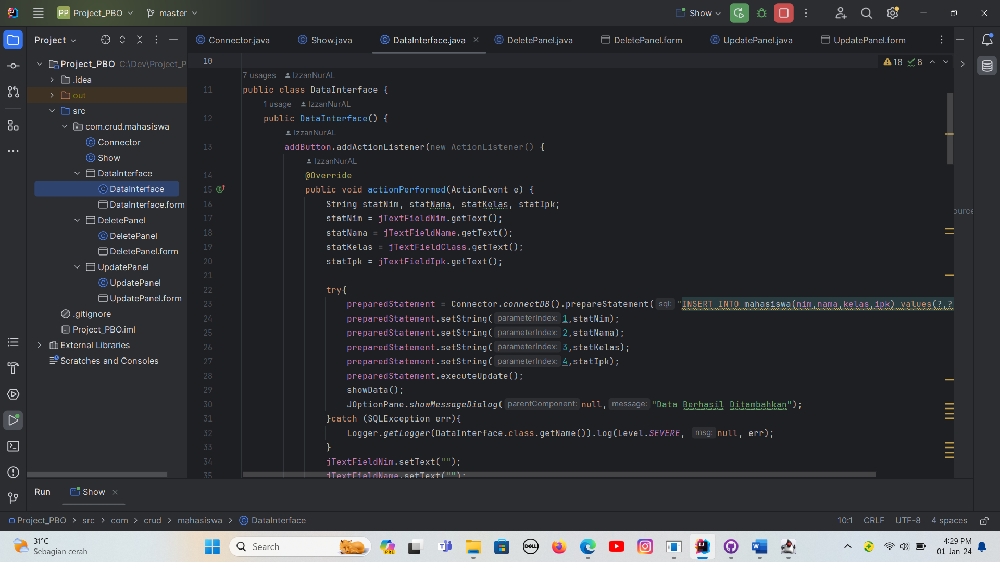 PP Project_PBO master Show
Project
Connector.java Show.java DataInterface.java DeletePanel.java DeletePanel.form UpdatePanel.java UpdatePanel.form
Project_PBO C:\Dev\Project_P
.idea
out
src
com.crud.mahasiswa
Connector
Show
DataInterface
DataInterface
DataInterface.form
DeletePanel
DeletePanel
DeletePanel.form
UpdatePanel
UpdatePanel
UpdatePanel.form
.gitignore
Project_PBO.iml
External Libraries
Scratches and Consoles
10
18 8
7 usages IzzanNurAL
11 public class DataInterface {
1 usage IzzanNurAL
12 public DataInterface() {
IzzanNurAL
13 addButton.addActionListener(new ActionListener() {
IzzanNurAL
14 @Override
15 public void actionPerformed(ActionEvent e) {
16 String statNim, statNama, statKelas, statIpk;
17 statNim = jTextFieldNim.getText();
18 statNama = jTextFieldName.getText();
19 statKelas = jTextFieldClass.getText();
20 statIpk = jTextFieldIpk.getText();
21
22 try{
23 preparedStatement = Connector.connectDB().prepareStatement( sql: "INSERT INTO mahasiswa(nim,nama,kelas,ipk) values(?,?
24 preparedStatement.setString( parameterIndex: 1,statNim);
25 preparedStatement.setString( parameterIndex: 2,statNama);
26 preparedStatement.setString( parameterIndex: 3,statKelas);
27 preparedStatement.setString( parameterIndex: 4,statIpk);
28 preparedStatement.executeUpdate();
29 showData();
30 JOptionPane.showMessageDialog( parentComponent: null, message: "Data Berhasil Ditambahkan");
31 }catch (SQLException err){
32 Logger.getLogger(DataInterface.class.getName()).log(Level.SEVERE, msg: null, err);
33 }
34 jTextFieldNim.setText("");
35 jTextFieldName.setText("");
ource
Run Show
Project_PBO > src > com > crud > mahasiswa > DataInterface
10:1 CRLF UTF-8 4 spaces
31°C
Sebagian cerah
Search
PRE
DELL
4:29 PM
01-Jan-24